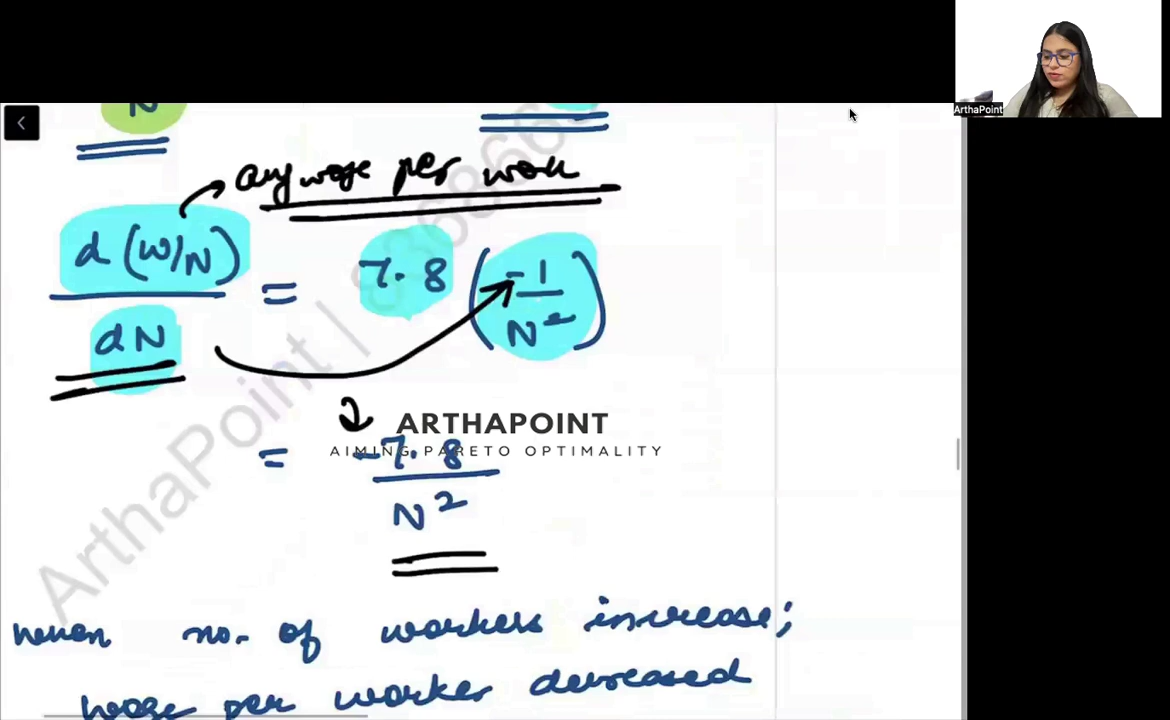 ArthaPoint
N
avg wage per work
d (W/N)
dN
= 7.8 (-1/N²)
ARTHAPOINT
AIMING PARETO OPTIMALITY
= -7.8
N²
when no. of workers increase;
wage per worker decreased
ArthaPoint |